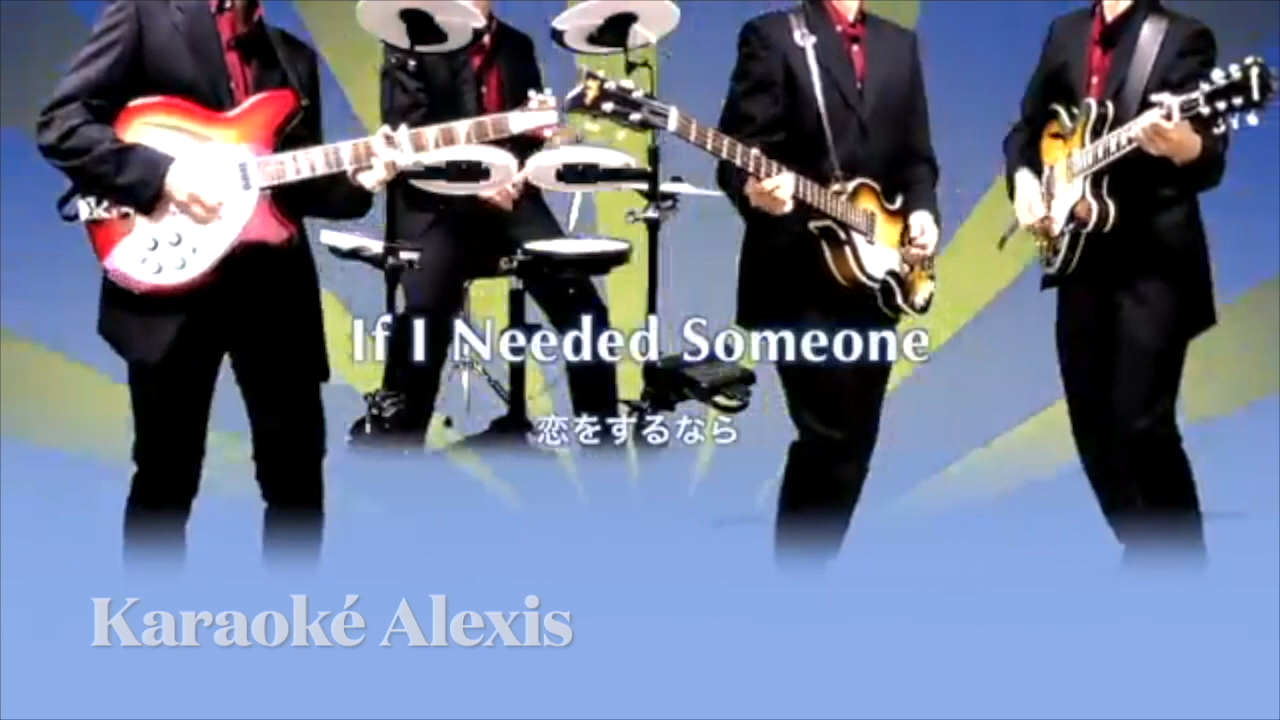 If I Needed Someone
恋をするなら
Karaoké Alexis